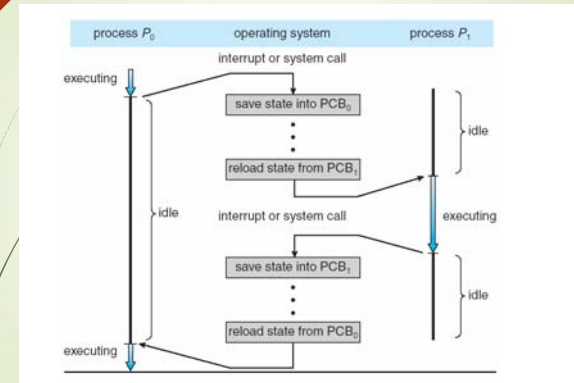 process P₀ operating system process P₁
interrupt or system call
executing
save state into PCB₀
idle
reload state from PCB₁
idle
interrupt or system call
executing
save state into PCB₁
idle
reload state from PCB₀
executing